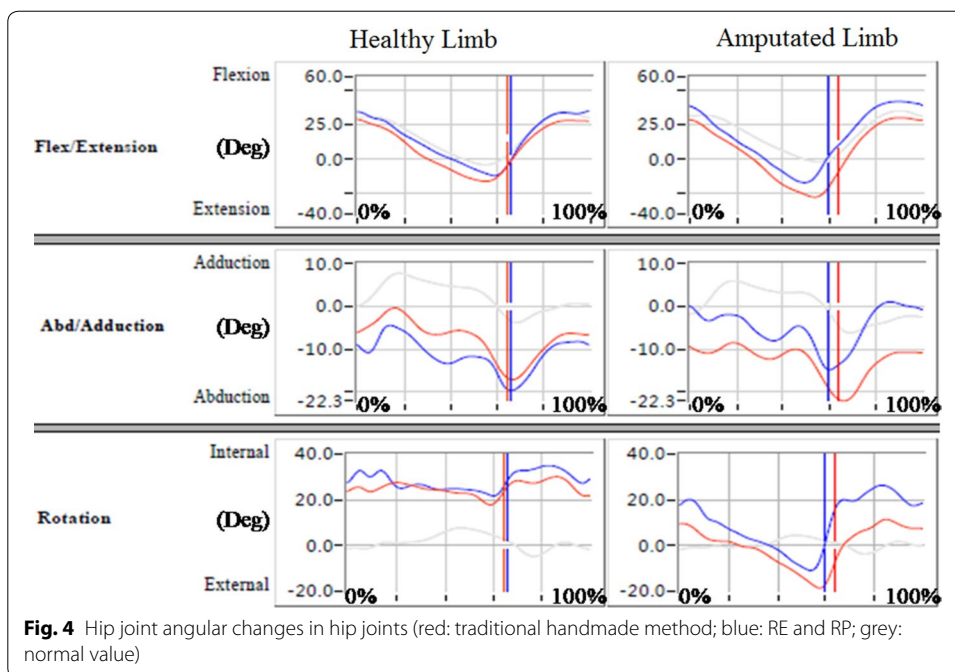 Healthy Limb Amputated Limb
Flexion 60.0 60.0
Flex/Extension (Deg) 25.0 25.0
0.0 0.0
Extension -40.0 0% 100% -40.0 0% 100%
Adduction 10.0 10.0
Abd/Adduction (Deg) 0.0 0.0
-10.0 -10.0
Abduction -22.3 0% 100% -22.3 0% 100%
Internal 40.0 40.0
Rotation (Deg) 20.0 20.0
0.0 0.0
External -20.0 0% 100% -20.0 0% 100%
Fig. 4 Hip joint angular changes in hip joints (red: traditional handmade method; blue: RE and RP; grey:
normal value)